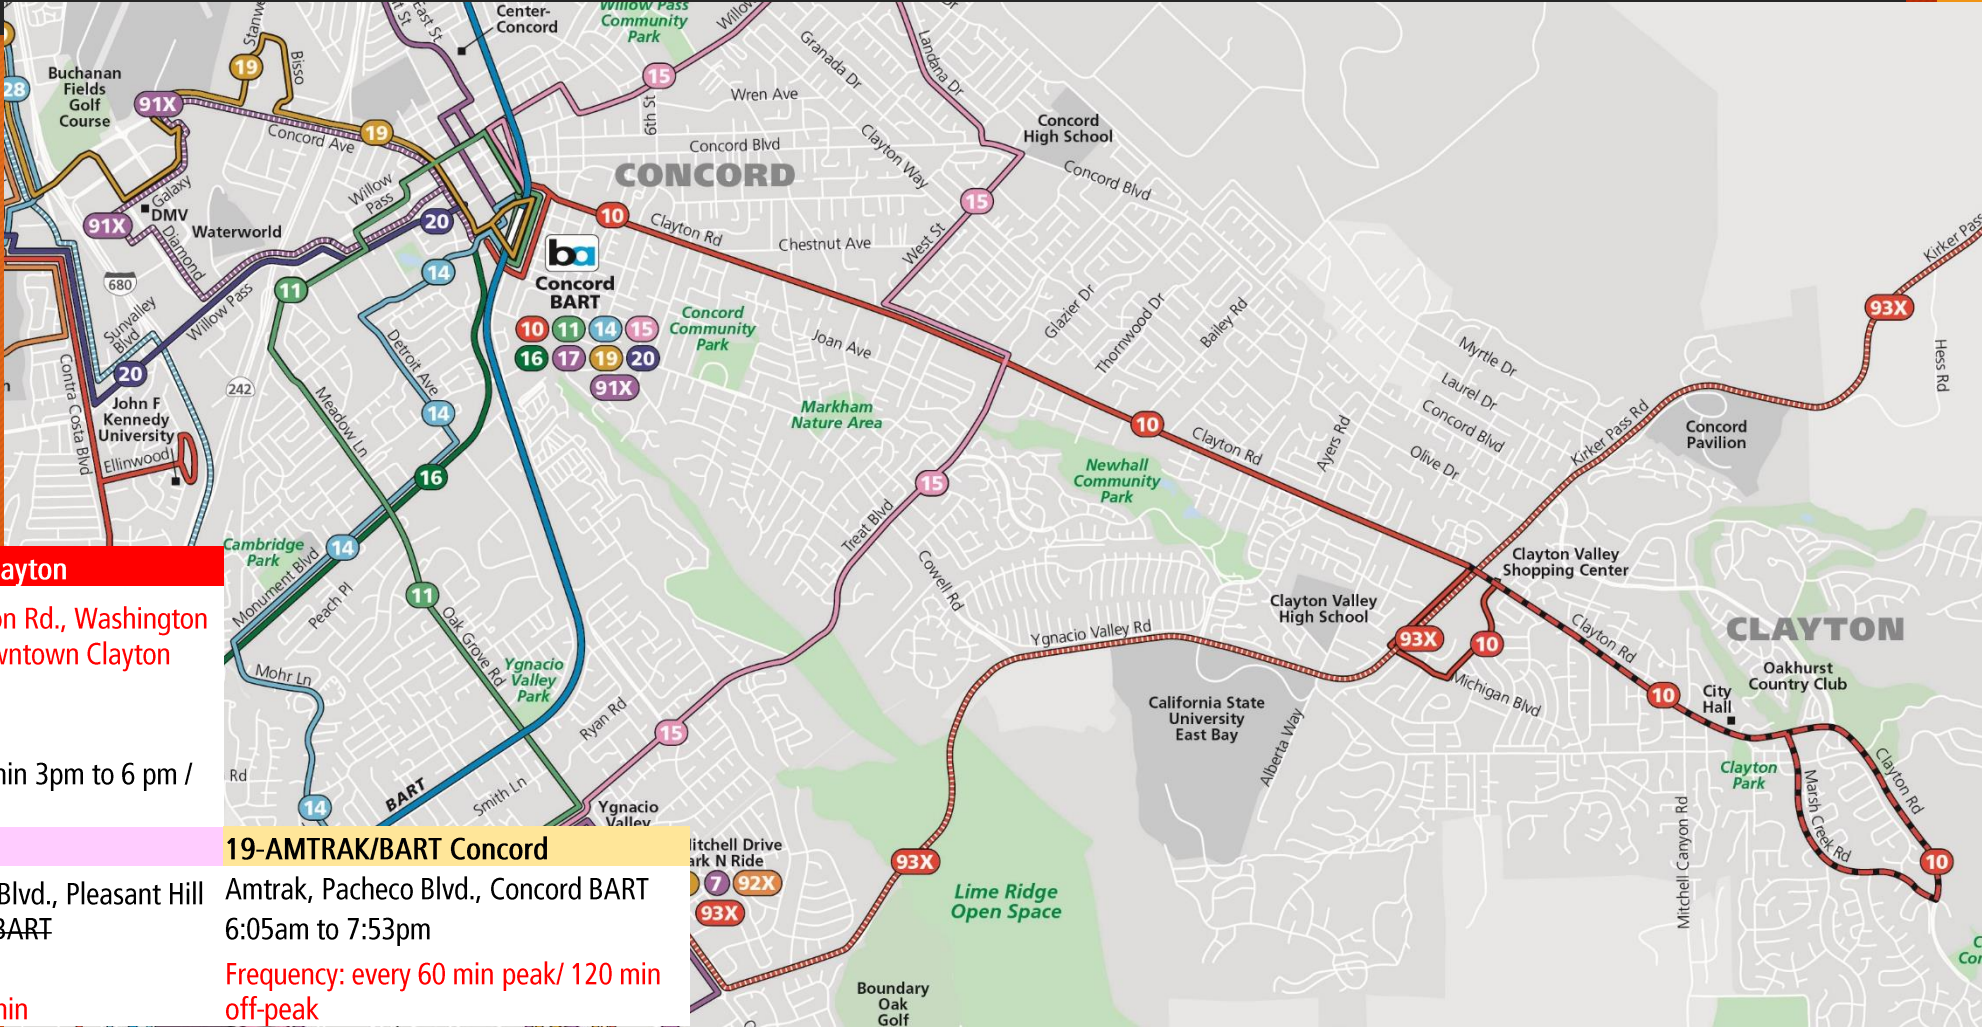 Center-
Concord
Willow Pass
Community
Park
East St
Willow
Landana Dr
Granada Dr
Stanwe
Bisso
19
28
Buchanan
Fields
Golf
Course
91X
15
Wren Ave
6th St
Concord
High School
19
Concord Ave
Concord Blvd
Clayton Way
CONCORD
Concord Blvd
Willow
Pass
Galaxy
DMV
91X
Waterworld
Diamond
20
10
Clayton Rd
15
Chestnut Ave
West St
Kirker Pas
ba
Concord
BART
10 11 14 15
16 17 19 20
91X
14
680
11
Sunvalley
Blvd
Willow Pass
Concord
Community
Park
Glazier Dr
Thornwood Dr
Bailey Rd
93X
Joan Ave
Detroit Ave
Myrtle Dr
Hess Rd
20
242
Contra Costa Blvd
John F
Kennedy
University
Ellinwood
Meadow Ln
14
Markham
Nature Area
Laurel Dr
Concord Blvd
10
Clayton Rd
Ayers Rd
Olive Dr
Kirker Pass Rd
Concord
Pavilion
16
15
Newhall
Community
Park
Treat Blvd
Cambridge
Park
14
Monument Blvd
Peach Pl
11
Cowell Rd
Clayton Valley
Shopping Center
Clayton Valley
High School
93X
10
Clayton Rd
CLAYTON
Oakhurst
Country Club
Ygnacio Valley Rd
Oak Grove Rd
Ygnacio
Valley
Park
Mohr Ln
Michigan Blvd
10
City
Hall
California State
University
East Bay
Alberta Way
Ryan Rd
15
Rd
14
BART
Smith Ln
Ygnacio
Valley
Clayton
Park
Marsh Creek Rd
Clayton Rd
Mitchell Canyon Rd
10
93X
Lime Ridge
Open Space
Boundary
Oak
Golf
itchell Drive
ark N Ride
7 92X
93X
ayton
on Rd., Washington
wntown Clayton
min 3pm to 6 pm /
Blvd., Pleasant Hill
BART
min
19-AMTRAK/BART Concord
Amtrak, Pacheco Blvd., Concord BART
6:05am to 7:53pm
Frequency: every 60 min peak/ 120 min
off-peak